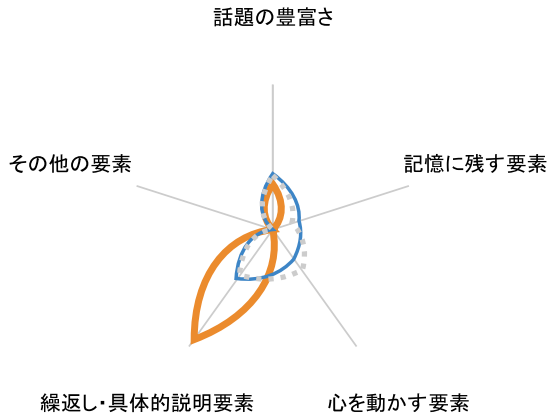 話題の豊富さ
その他の要素
記憶に残す要素
繰返し・具体的説明要素
心を動かす要素